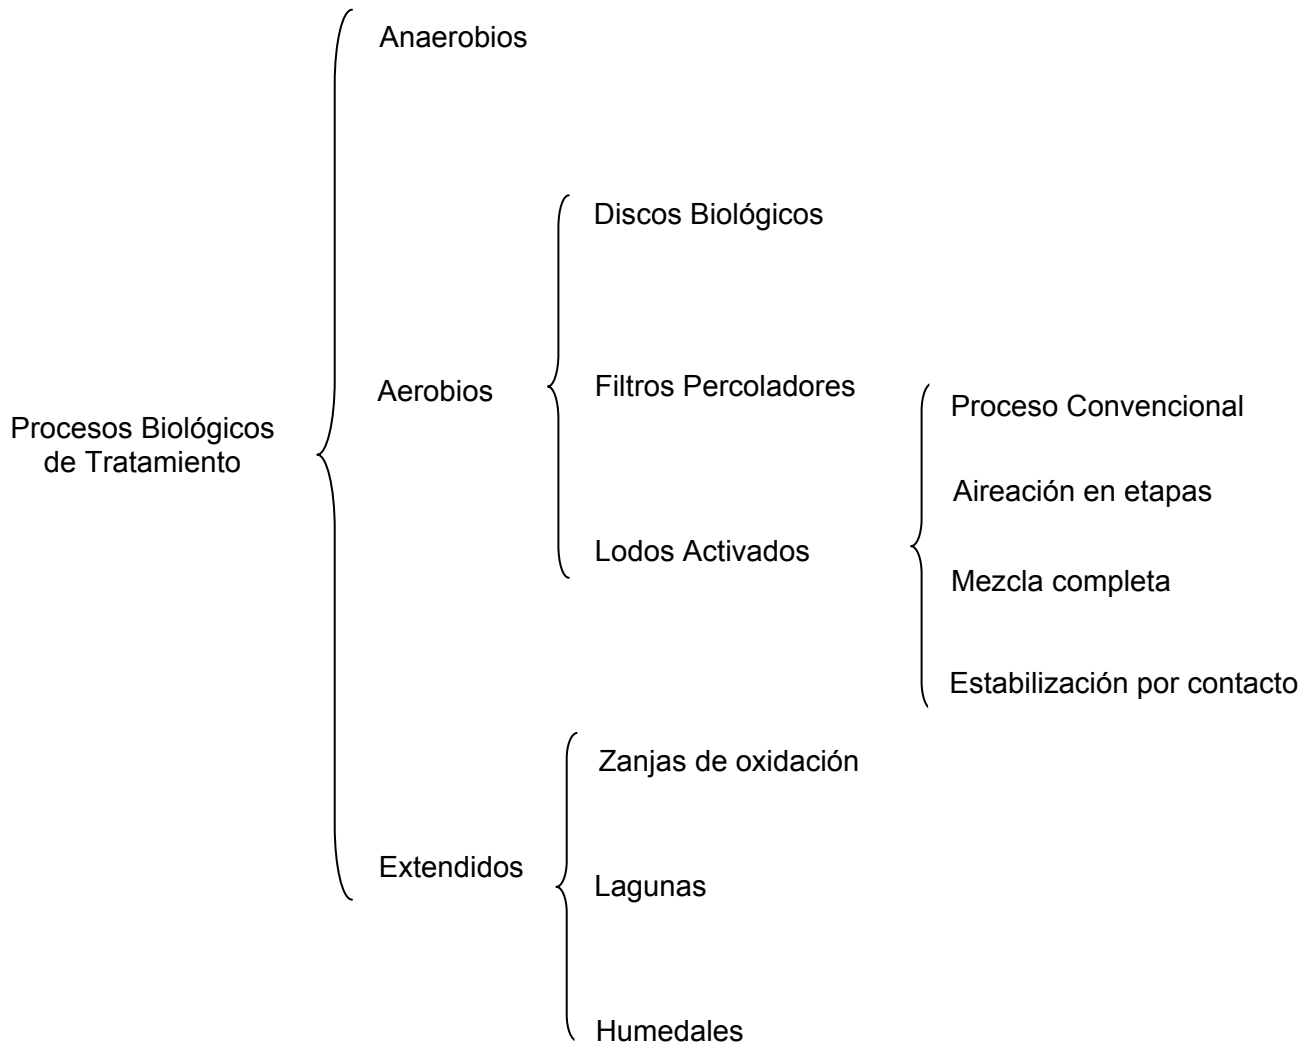 Anaerobios
Discos Biológicos
Aerobios
Filtros Percoladores
Proceso Convencional
Procesos Biológicos
de Tratamiento
Aireación en etapas
Lodos Activados
Mezcla completa
Estabilización por contacto
Zanjas de oxidación
Extendidos
Lagunas
Humedales